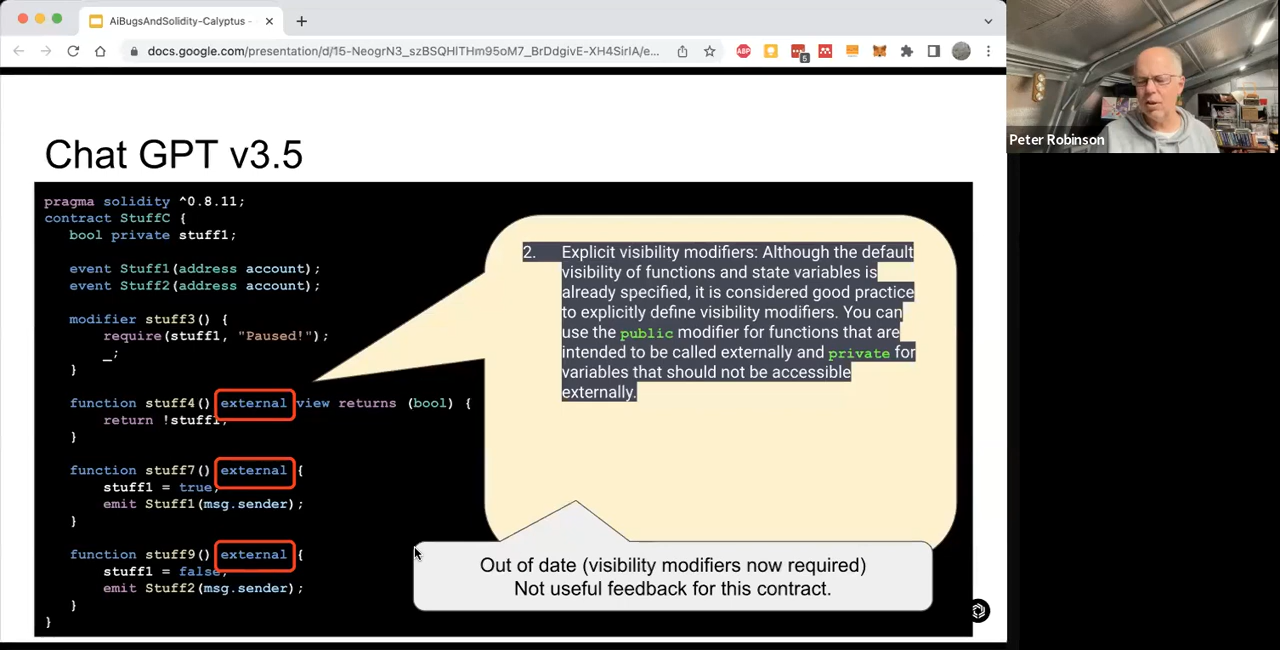 AiBugsAndSolidity-Calyptus -
docs.google.com/presentation/d/15-NeogrN3_szBSQHITHm95oM7_BrDdgivE-XH4SirIA/e...
ABP
5
Peter Robinson
Chat GPT v3.5
pragma solidity ^0.8.11;
contract StuffC {
bool private stuff1;
event Stuff1(address account);
event Stuff2(address account);
modifier stuff3() {
require(stuff1, "Paused!");
_;
}
function stuff4() external view returns (bool) {
return !stuff1;
}
function stuff7() external {
stuff1 = true;
emit Stuff1(msg.sender);
}
function stuff9() external {
stuff1 = false;
emit Stuff2(msg.sender);
}
}
2. Explicit visibility modifiers: Although the default
visibility of functions and state variables is
already specified, it is considered good practice
to explicitly define visibility modifiers. You can
use the public modifier for functions that are
intended to be called externally and private for
variables that should not be accessible
externally.
Out of date (visibility modifiers now required)
Not useful feedback for this contract.